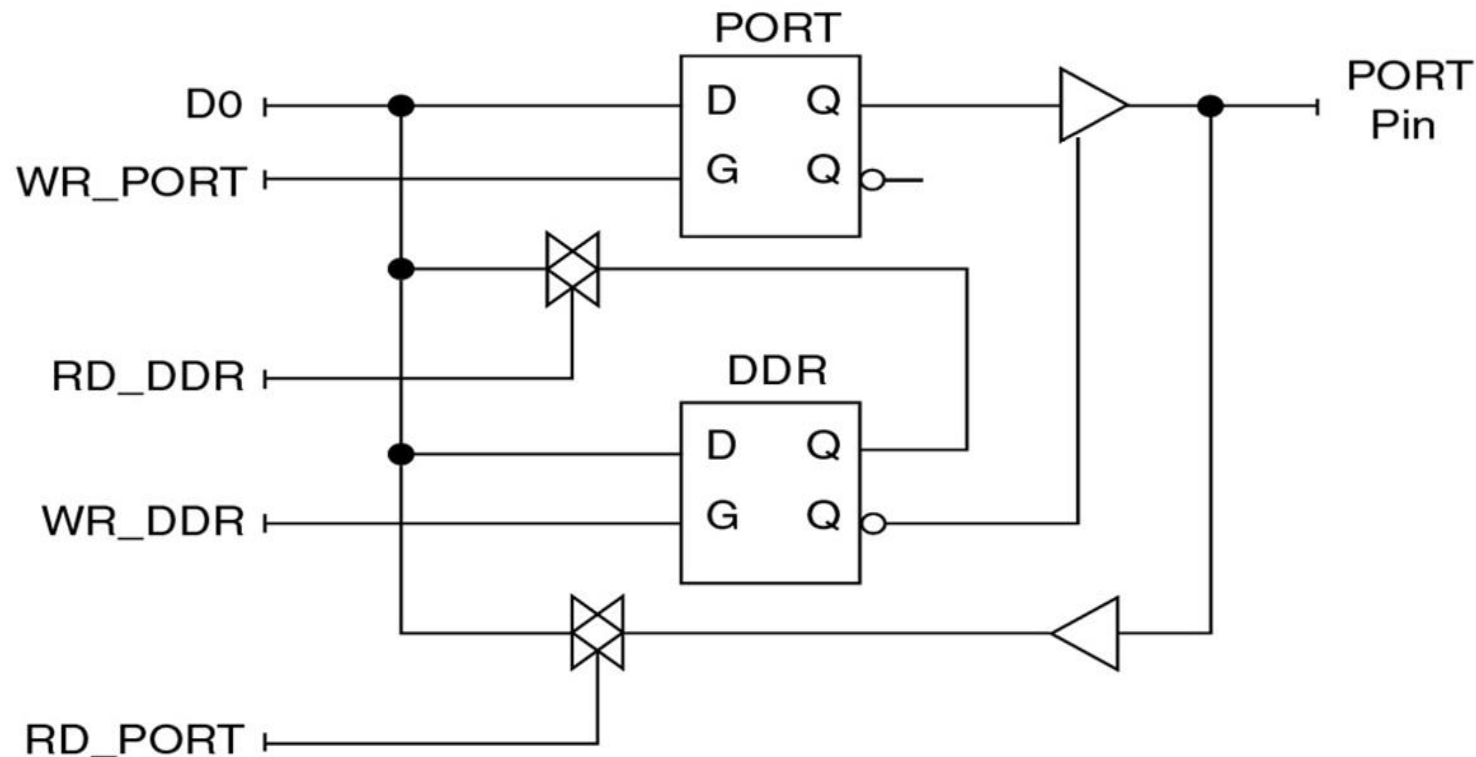 PORT
D0
D Q
PORT
Pin
WR_PORT
G Q
RD_DDR
DDR
D Q
WR_DDR
G Q
RD_PORT